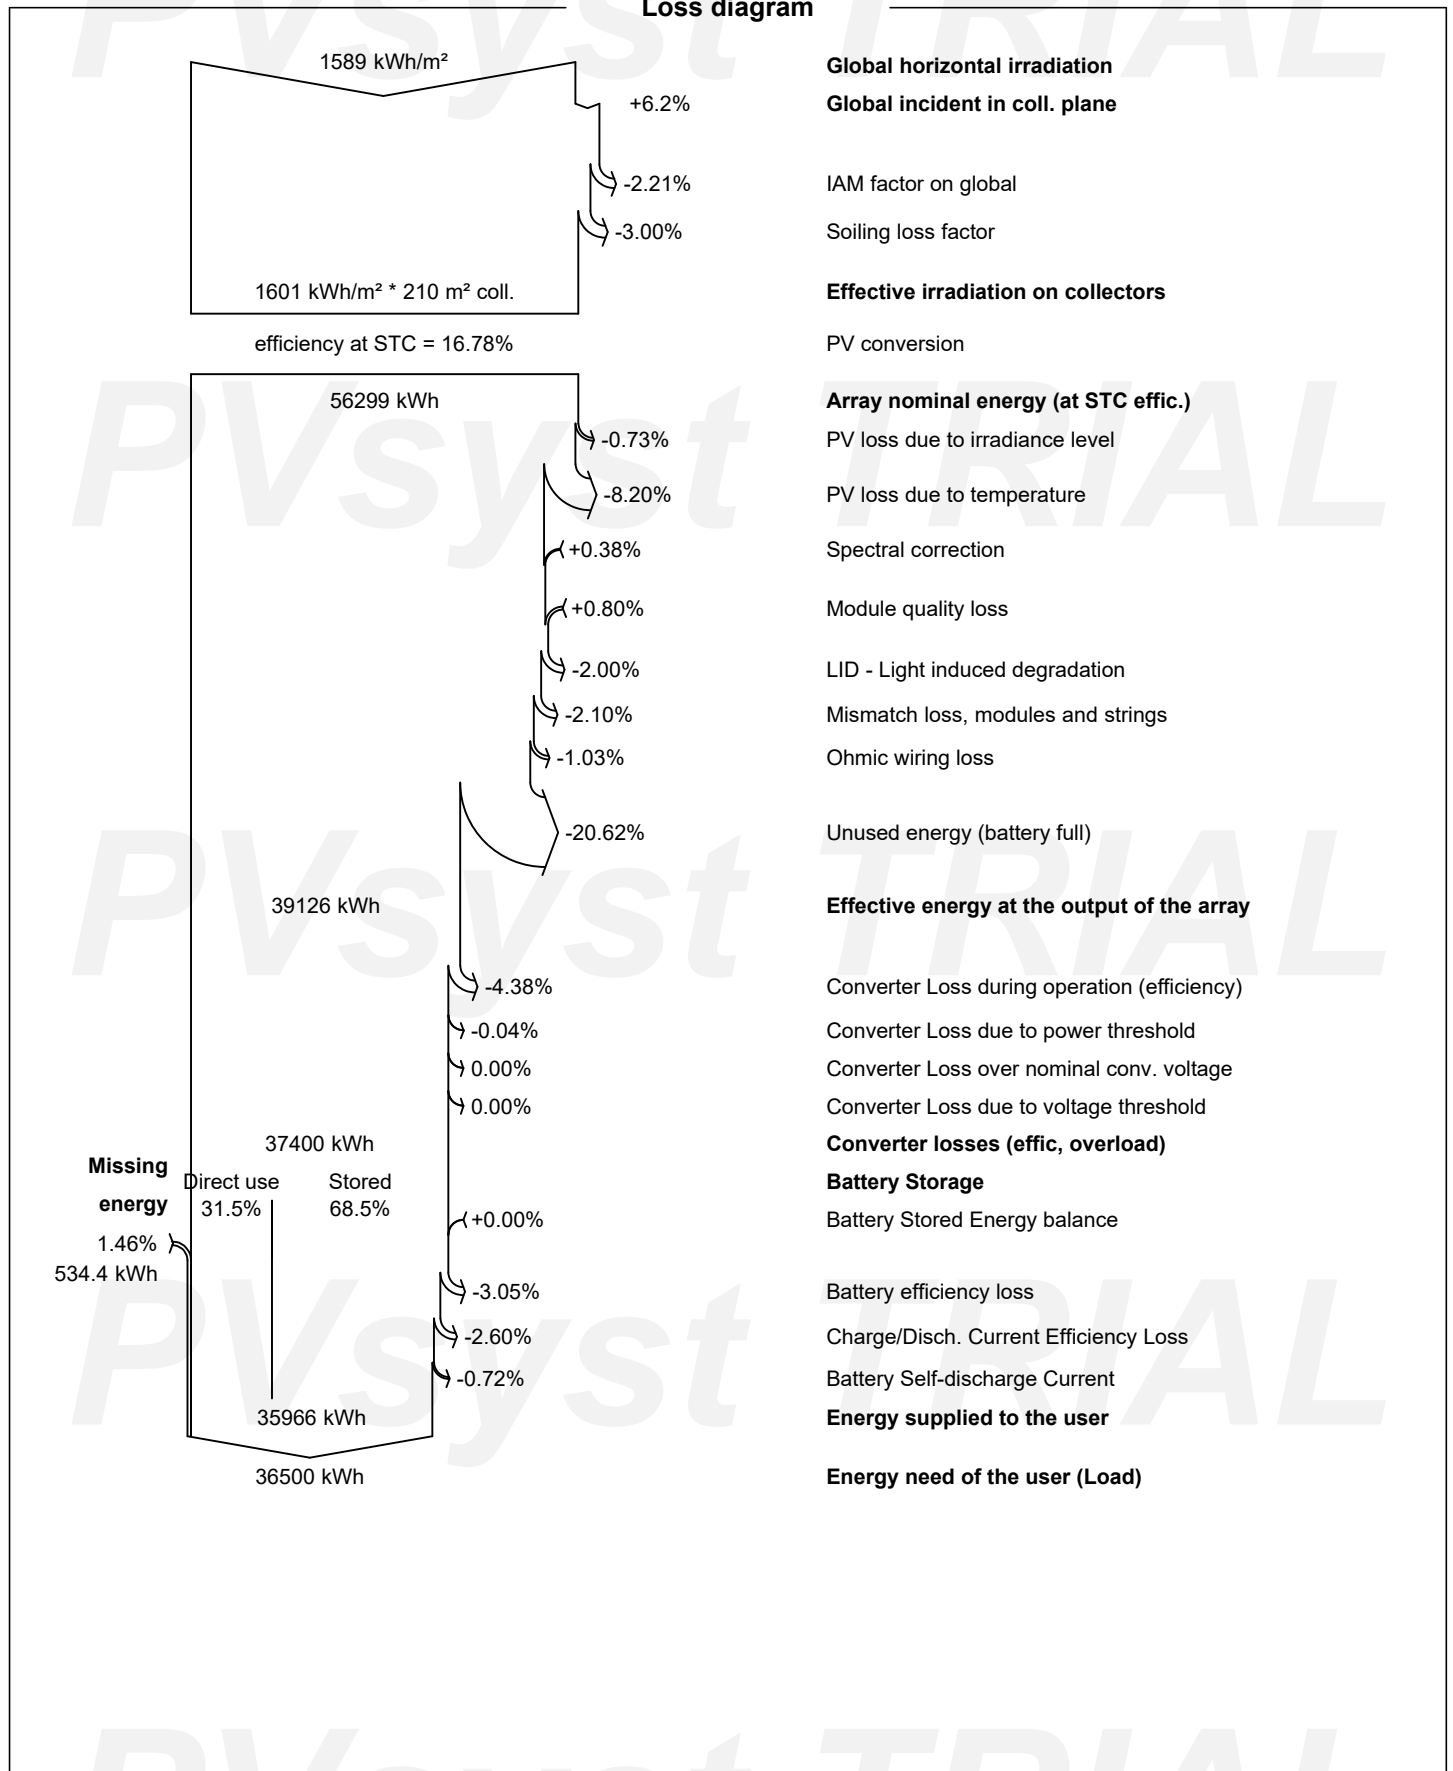 Loss diagram
1589 kWh/m² Global horizontal irradiation
+6.2% Global incident in coll. plane
-2.21% IAM factor on global
-3.00% Soiling loss factor
1601 kWh/m² * 210 m² coll. Effective irradiation on collectors
efficiency at STC = 16.78% PV conversion
56299 kWh Array nominal energy (at STC effic.)
-0.73% PV loss due to irradiance level
-8.20% PV loss due to temperature
+0.38% Spectral correction
+0.80% Module quality loss
-2.00% LID - Light induced degradation
-2.10% Mismatch loss, modules and strings
-1.03% Ohmic wiring loss
-20.62% Unused energy (battery full)
39126 kWh Effective energy at the output of the array
-4.38% Converter Loss during operation (efficiency)
-0.04% Converter Loss due to power threshold
0.00% Converter Loss over nominal conv. voltage
0.00% Converter Loss due to voltage threshold
37400 kWh Converter losses (effic, overload)
Missing
Direct use Stored Battery Storage
energy 31.5% 68.5%
+0.00% Battery Stored Energy balance
1.46%
534.4 kWh
-3.05% Battery efficiency loss
-2.60% Charge/Disch. Current Efficiency Loss
-0.72% Battery Self-discharge Current
35966 kWh Energy supplied to the user
36500 kWh Energy need of the user (Load)
PVsyst TRIAL
PVsyst TRIAL
PVsyst TRIAL
PVsyst TRIAL
PVsyst TRIAL